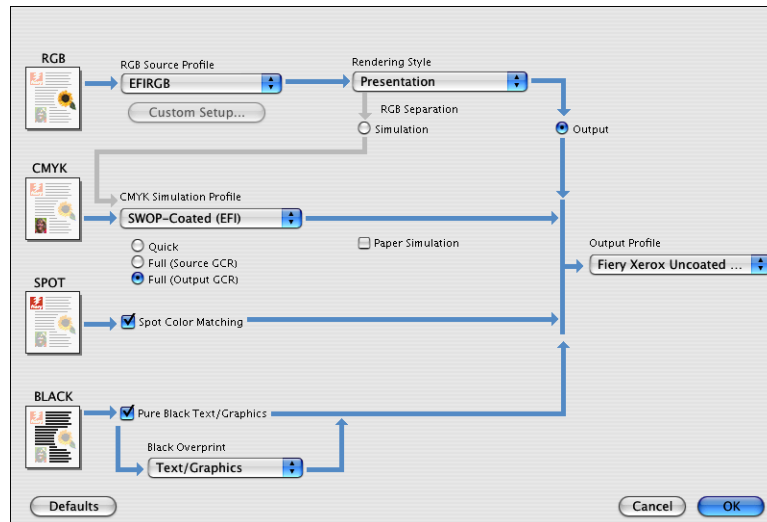 RGB
RGB Source Profile
EFIRGB
Custom Setup...
Rendering Style
Presentation
RGB Separation
Simulation
Output
CMYK
CMYK Simulation Profile
SWOP-Coated (EFI)
Quick
Full (Source GCR)
Full (Output GCR)
Paper Simulation
Output Profile
Fiery Xerox Uncoated ...
SPOT
Spot Color Matching
BLACK
Pure Black Text/Graphics
Black Overprint
Text/Graphics
Defaults
Cancel
OK